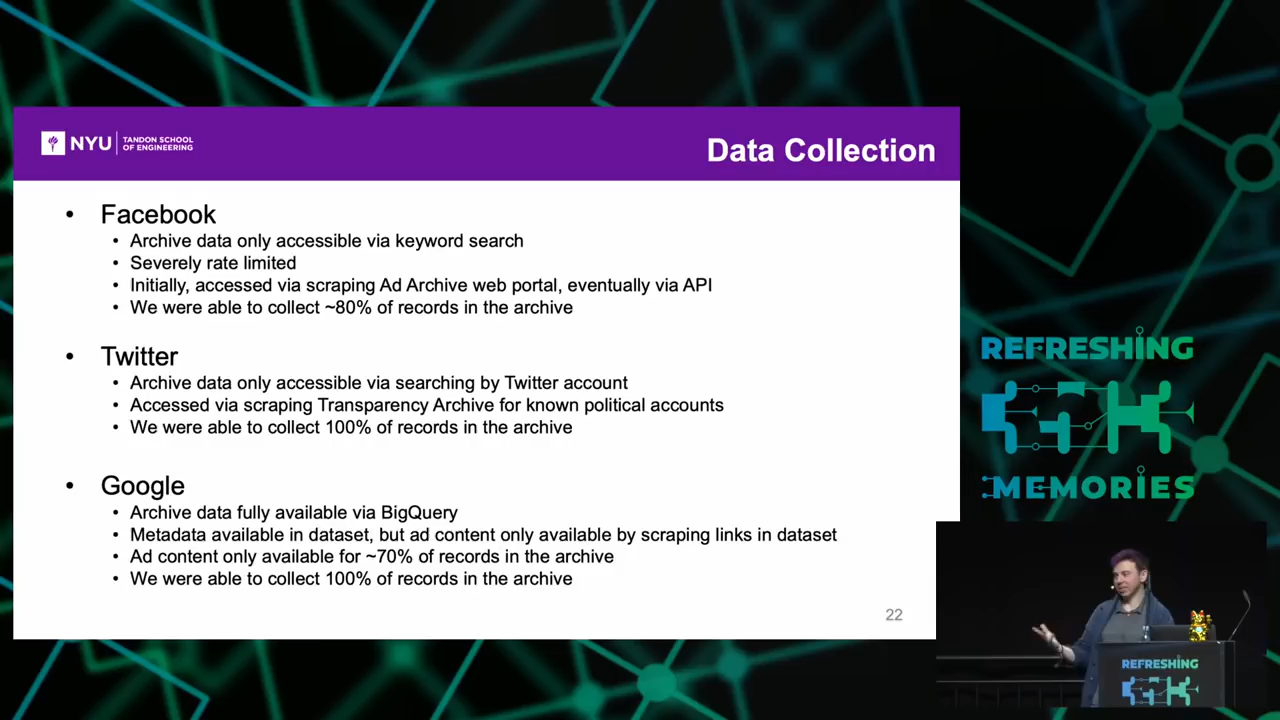 NYU
TANDON SCHOOL
OF ENGINEERING
Data Collection
• Facebook
• Archive data only accessible via keyword search
• Severely rate limited
• Initially, accessed via scraping Ad Archive web portal, eventually via API
• We were able to collect ~80% of records in the archive
• Twitter
• Archive data only accessible via searching by Twitter account
• Accessed via scraping Transparency Archive for known political accounts
• We were able to collect 100% of records in the archive
• Google
• Archive data fully available via BigQuery
• Metadata available in dataset, but ad content only available by scraping links in dataset
• Ad content only available for ~70% of records in the archive
• We were able to collect 100% of records in the archive
22
REFRESHING
MEMORIES
REFRESHING